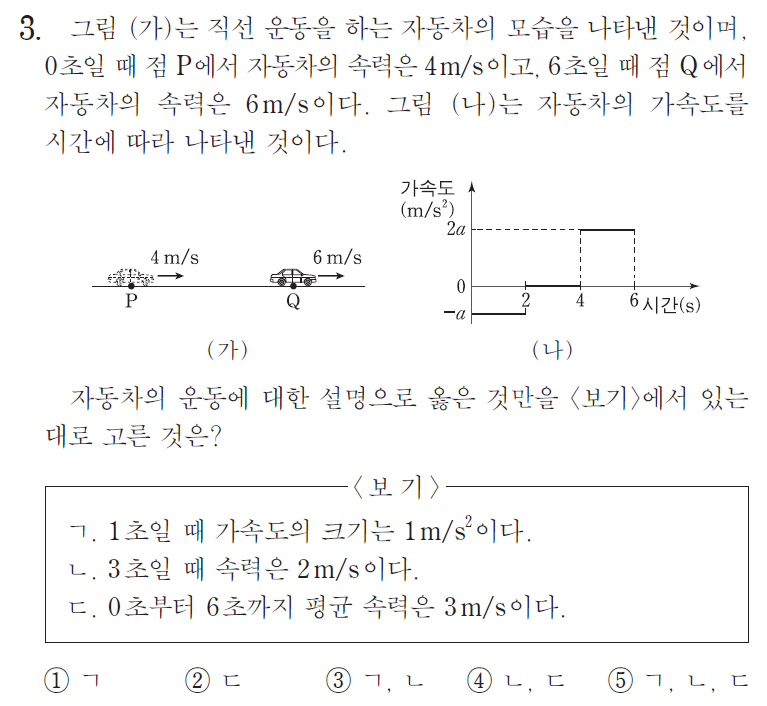 3. 그림 (가)는 직선 운동을 하는 자동차의 모습을 나타낸 것이며,
0초일 때 점 P에서 자동차의 속력은 4m/s이고, 6초일 때 점 Q에서
자동차의 속력은 6m/s이다. 그림 (나)는 자동차의 가속도를
시간에 따라 나타낸 것이다.
4m/s
6m/s
P
Q
(가)
가속도
(m/s²)
2a
0
-a
2
4
6
시간(s)
(나)
자동차의 운동에 대한 설명으로 옳은 것만을 〈보기〉에서 있는
대로 고른 것은?
〈보기〉
ㄱ. 1초일 때 가속도의 크기는 1m/s²이다.
ㄴ. 3초일 때 속력은 2m/s이다.
ㄷ. 0초부터 6초까지 평균 속력은 3m/s이다.
① ㄱ ② ㄷ ③ ㄱ, ㄴ ④ ㄴ, ㄷ ⑤ ㄱ, ㄴ, ㄷ